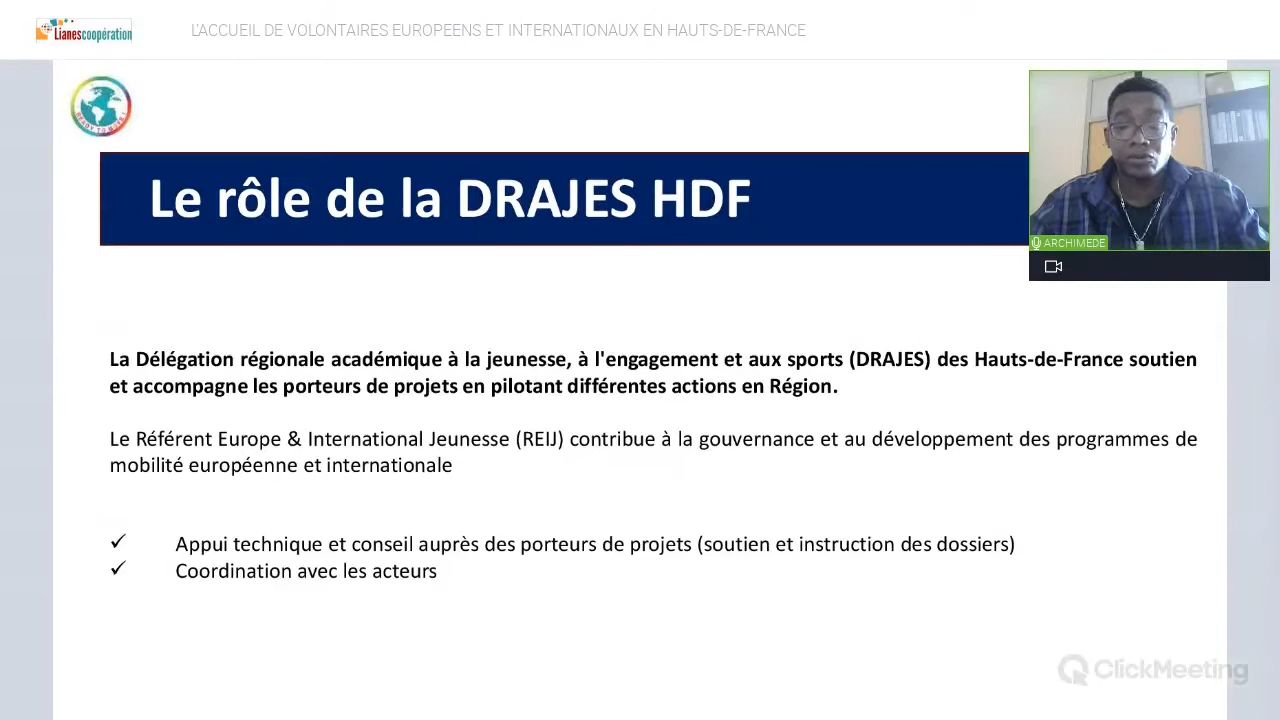 Lianescoopération
L'ACCUEIL DE VOLONTAIRES EUROPEENS ET INTERNATIONAUX EN HAUTS-DE-FRANCE
READY TO MOVE
Le rôle de la DRAJES HDF
ARCHIMEDE
La Délégation régionale académique à la jeunesse, à l'engagement et aux sports (DRAJES) des Hauts-de-France soutien
et accompagne les porteurs de projets en pilotant différentes actions en Région.
Le Référent Europe & International Jeunesse (REIJ) contribue à la gouvernance et au développement des programmes de
mobilité européenne et internationale
✓ Appui technique et conseil auprès des porteurs de projets (soutien et instruction des dossiers)
✓ Coordination avec les acteurs
ClickMeeting